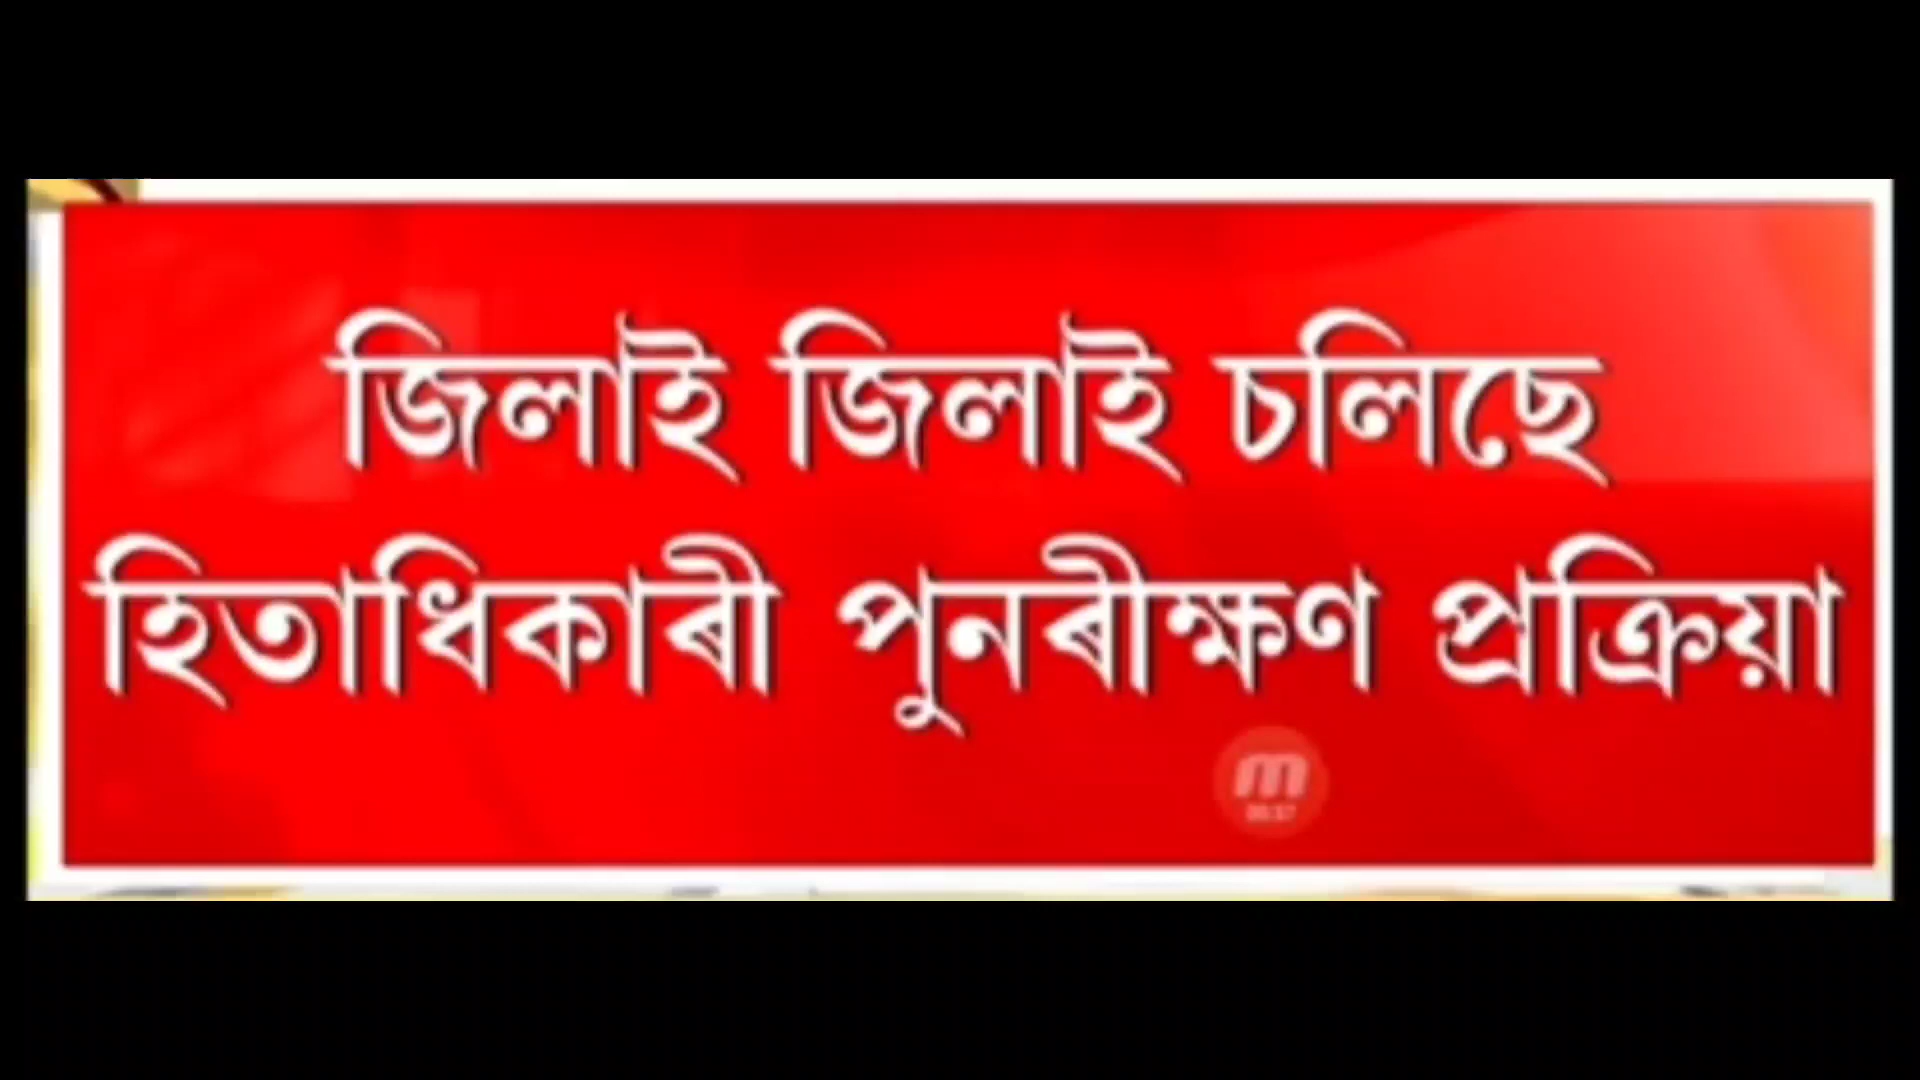 জিলাই জিলাই চলিছে
হিতাধিকাৰী পুনৰীক্ষণ প্ৰক্ৰিয়া
m